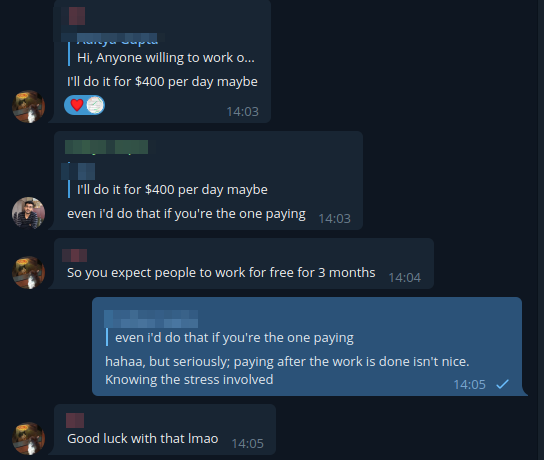 Hi, Anyone willing to work o...
I'll do it for $400 per day maybe
14:03
I'll do it for $400 per day maybe
even i'd do that if you're the one paying 14:03
So you expect people to work for free for 3 months 14:04
even i'd do that if you're the one paying
hahaa, but seriously; paying after the work is done isn't nice.
Knowing the stress involved
14:05
Good luck with that lmao 14:05